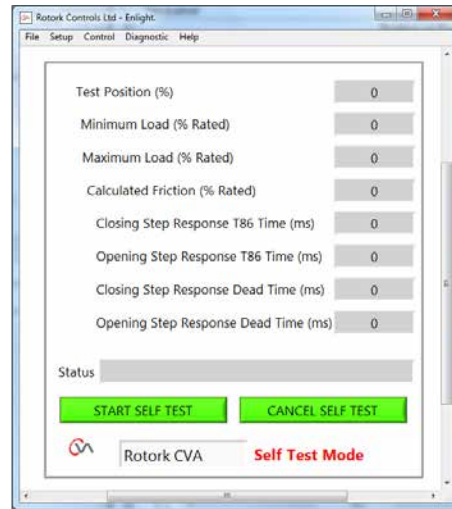 Rotork Controls Ltd - Enlight.
File Setup Control Diagnostic Help
Test Position (%) 0
Minimum Load (% Rated) 0
Maximum Load (% Rated) 0
Calculated Friction (% Rated) 0
Closing Step Response T86 Time (ms) 0
Opening Step Response T86 Time (ms) 0
Closing Step Response Dead Time (ms) 0
Opening Step Response Dead Time (ms) 0
Status
START SELF TEST CANCEL SELF TEST
Rotork CVA Self Test Mode